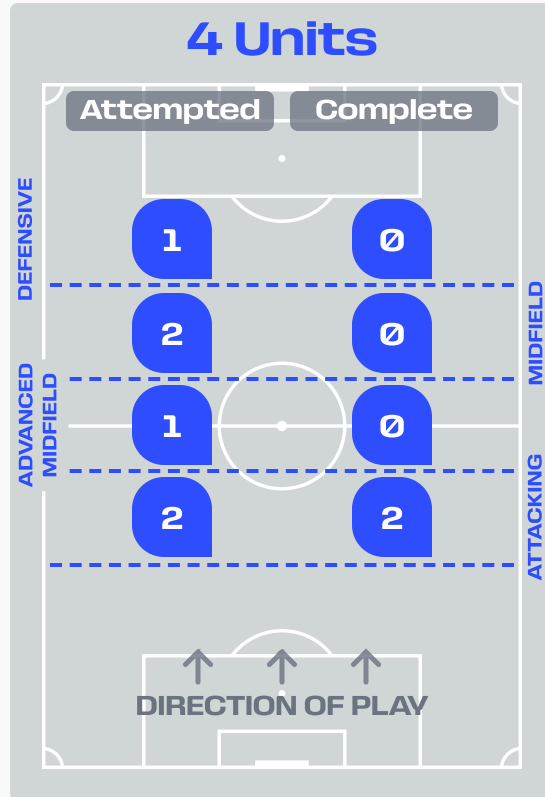 4 Units
Attempted
Complete
DEFENSIVE
1
0
MIDFIELD
2
0
ADVANCED
MIDFIELD
1
0
ATTACKING
2
2
DIRECTION OF PLAY